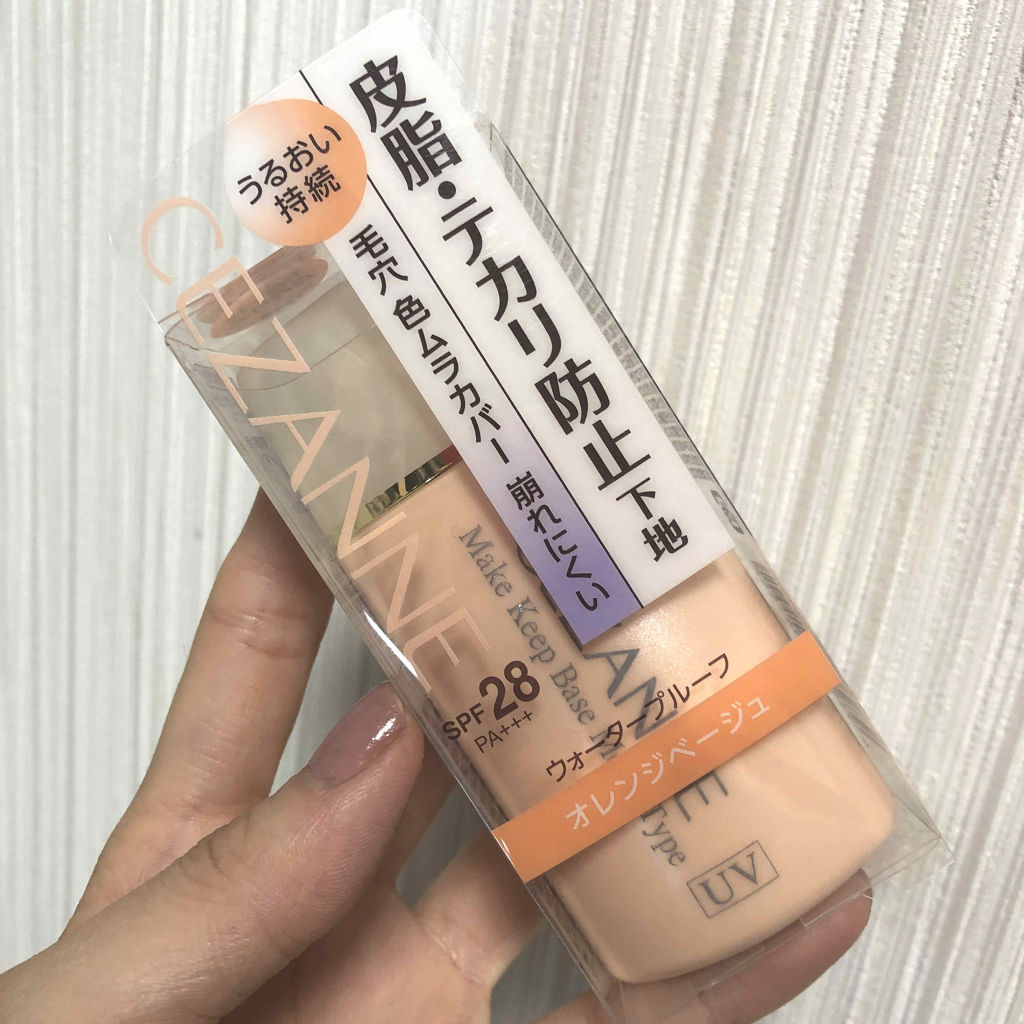 皮脂・テカリ防止下地
うるおい
持続
毛穴 色ムラカバー 崩れにくい
CEZANNE
Make Keep Base
Type
SPF28
PA+++
ウォータープルーフ
オレンジベージュ
UV